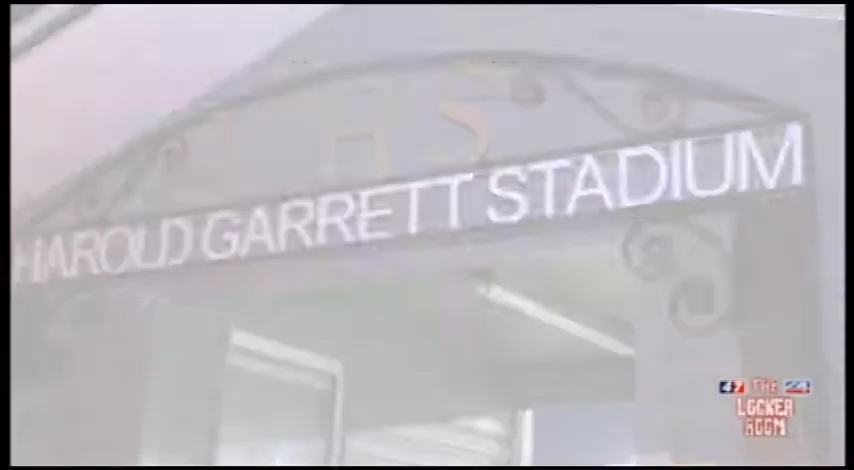 HAROLD GARRETT STADIUM
47 THE 24
LOCKER
ROOM